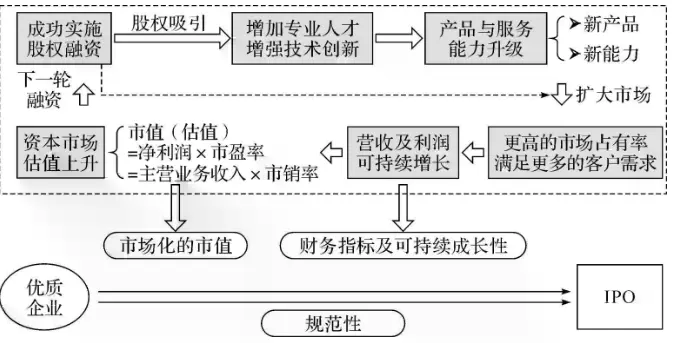 成功实施
股权融资
股权吸引
增加专业人才
增强技术创新
产品与服务
能力升级
新产品
新能力
下一轮
融资
扩大市场
资本市场
估值上升
市值（估值）
=净利润×市盈率
=主营业务收入×市销率
营收及利润
可持续增长
更高的市场占有率
满足更多的客户需求
市场化的市值
财务指标及可持续成长性
优质
企业
IPO
规范性